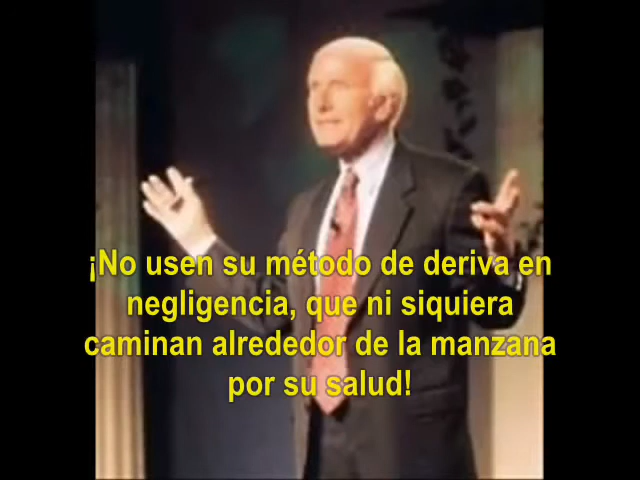 ¡No usen su método de deriva en
negligencia, que ni siquiera
caminan alrededor de la manzana
por su salud!